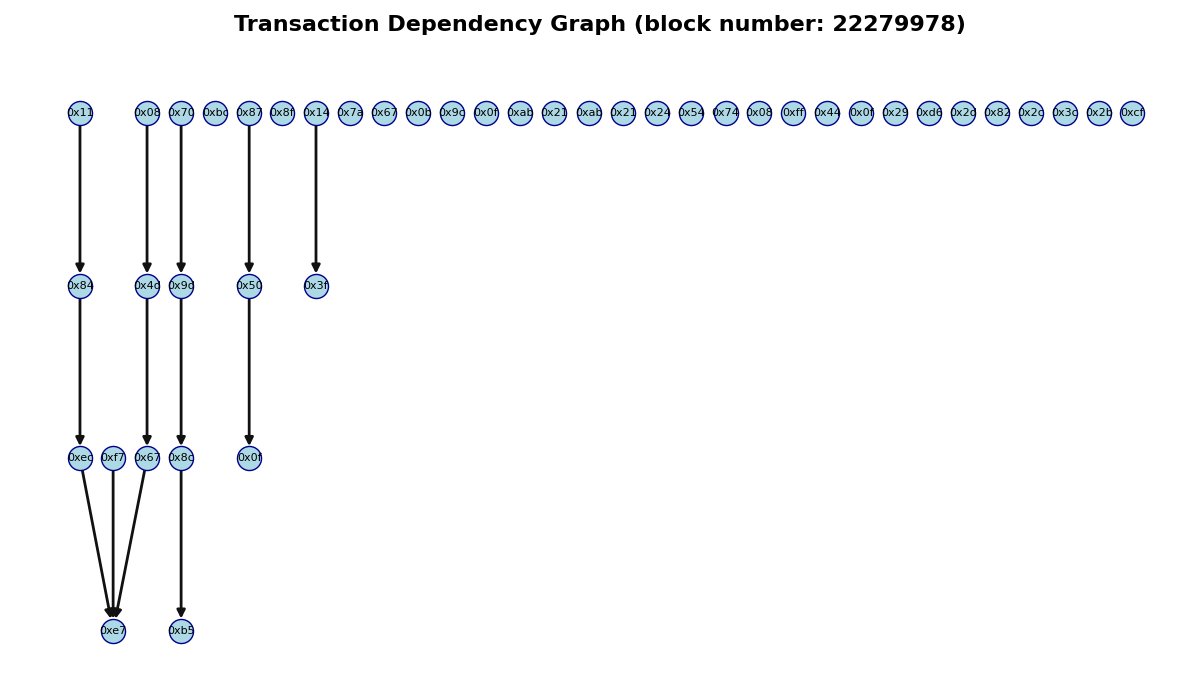 Transaction Dependency Graph (block number: 22279978)
0x11 0x08 0x70 0xbc 0x87 0x8f 0x14 0x7a 0x67 0x0b 0x9c 0x0f 0xab 0x21 0xab 0x21 0x24 0x54 0x74 0x08 0xff 0x44 0x0f 0x29 0xd6 0x2d 0x82 0x2c 0x3c 0x2b 0xcf
0x84 0x4d 0x9d 0x50 0x3f
0xec 0xf7 0x67 0x8c 0x0f
0xe7 0xb5